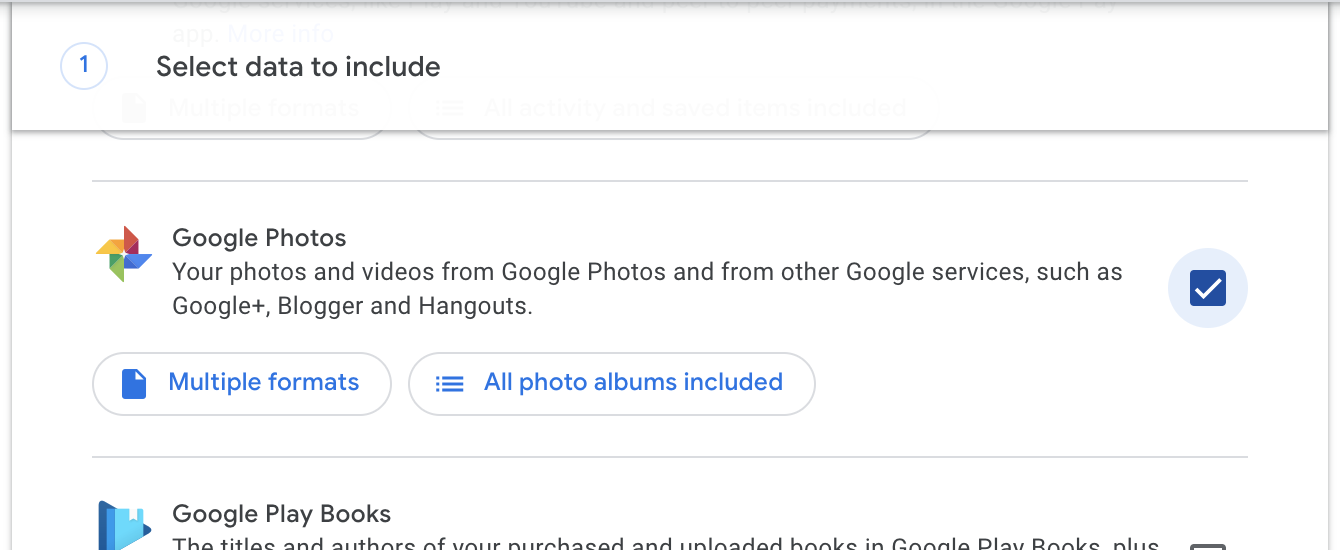 app. More info
1
Select data to include
Multiple formats
All activity and saved items included
Google Photos
Your photos and videos from Google Photos and from other Google services, such as
Google+, Blogger and Hangouts.
Multiple formats
All photo albums included
Google Play Books
The titles and authors of your purchased and uploaded books in Google Play Books, plus